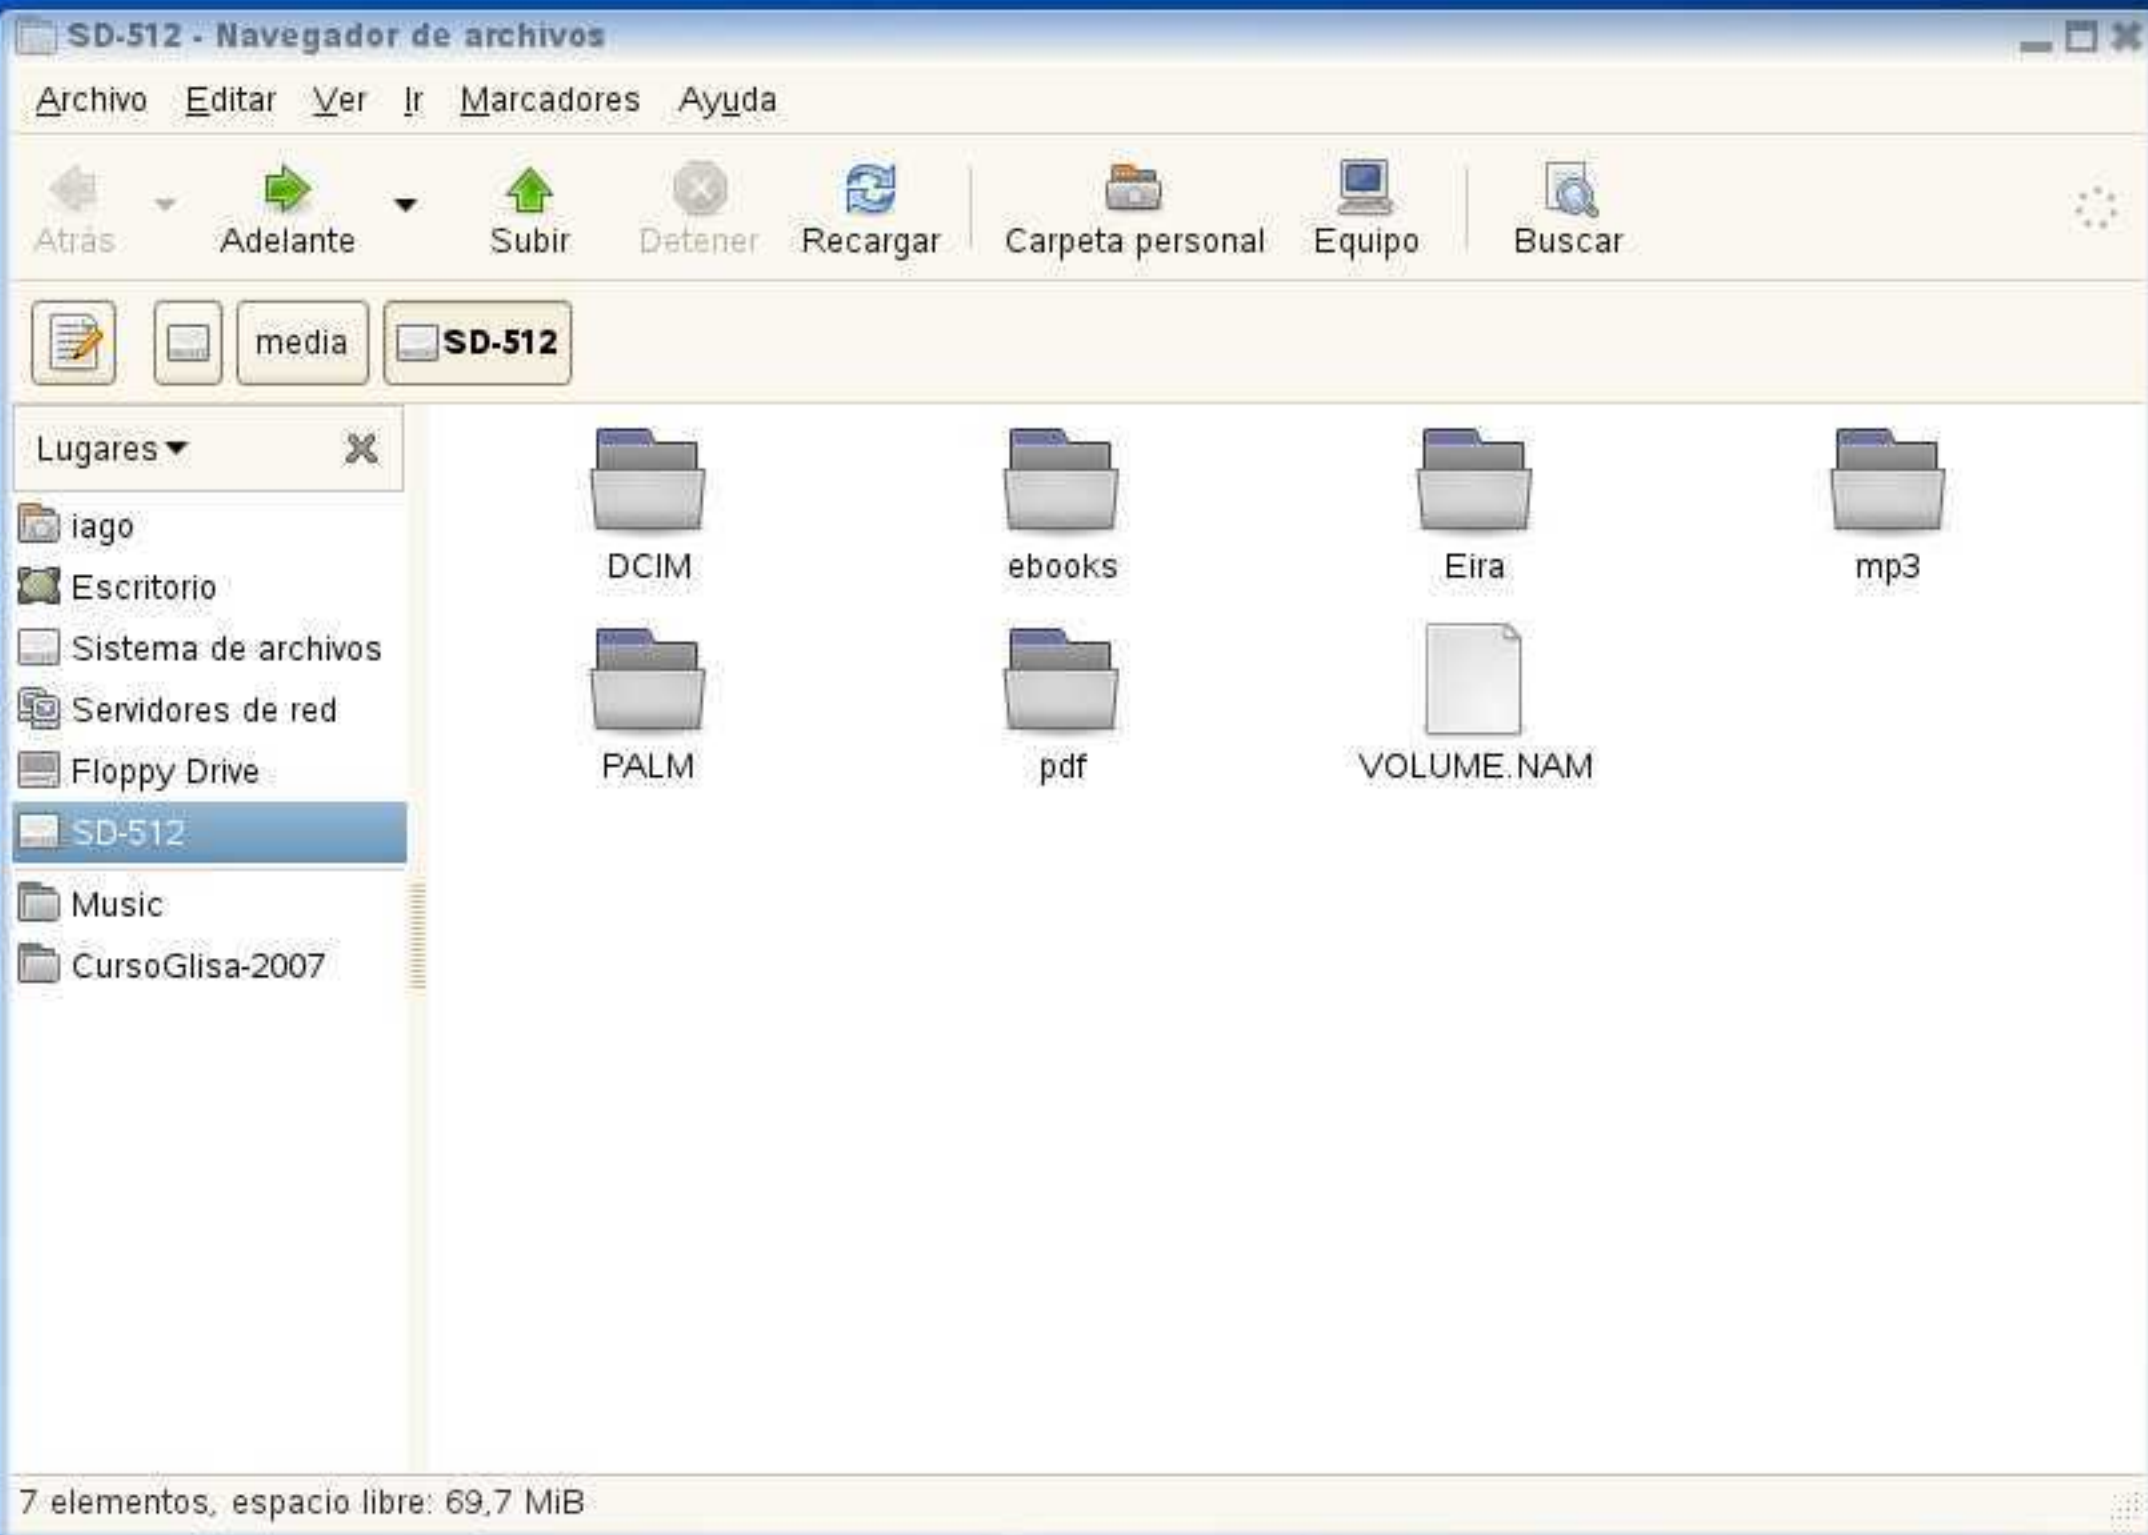 SD-512 - Navegador de archivos
Archivo Editar Ver Ir Marcadores Ayuda
Atrás Adelante Subir Detener Recargar Carpeta personal Equipo Buscar
media SD-512
Lugares
iago
Escritorio
Sistema de archivos
Servidores de red
Floppy Drive
SD-512
Music
CursoGlisa-2007
DCIM ebooks Eira mp3
PALM pdf VOLUME.NAM
7 elementos, espacio libre: 69,7 MiB